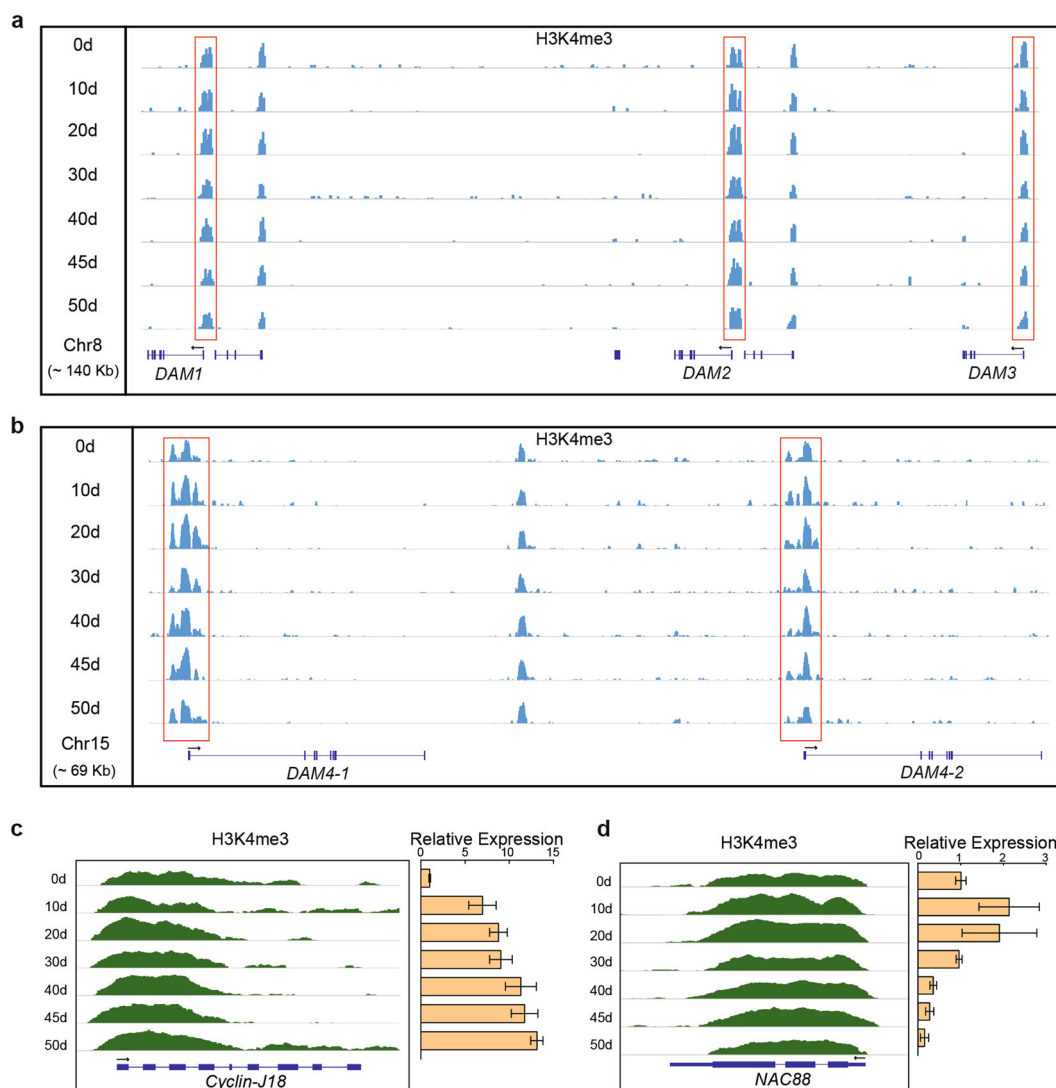 a
H3K4me3
0d
10d
20d
30d
40d
45d
50d
Chr8
(~ 140 Kb)
DAM1
DAM2
DAM3
b
H3K4me3
0d
10d
20d
30d
40d
45d
50d
Chr15
(~ 69 Kb)
DAM4-1
DAM4-2
c
H3K4me3
Relative Expression
0 5 10 15
0d
10d
20d
30d
40d
45d
50d
Cyclin-J18
d
H3K4me3
Relative Expression
0 1 2 3
0d
10d
20d
30d
40d
45d
50d
NAC88